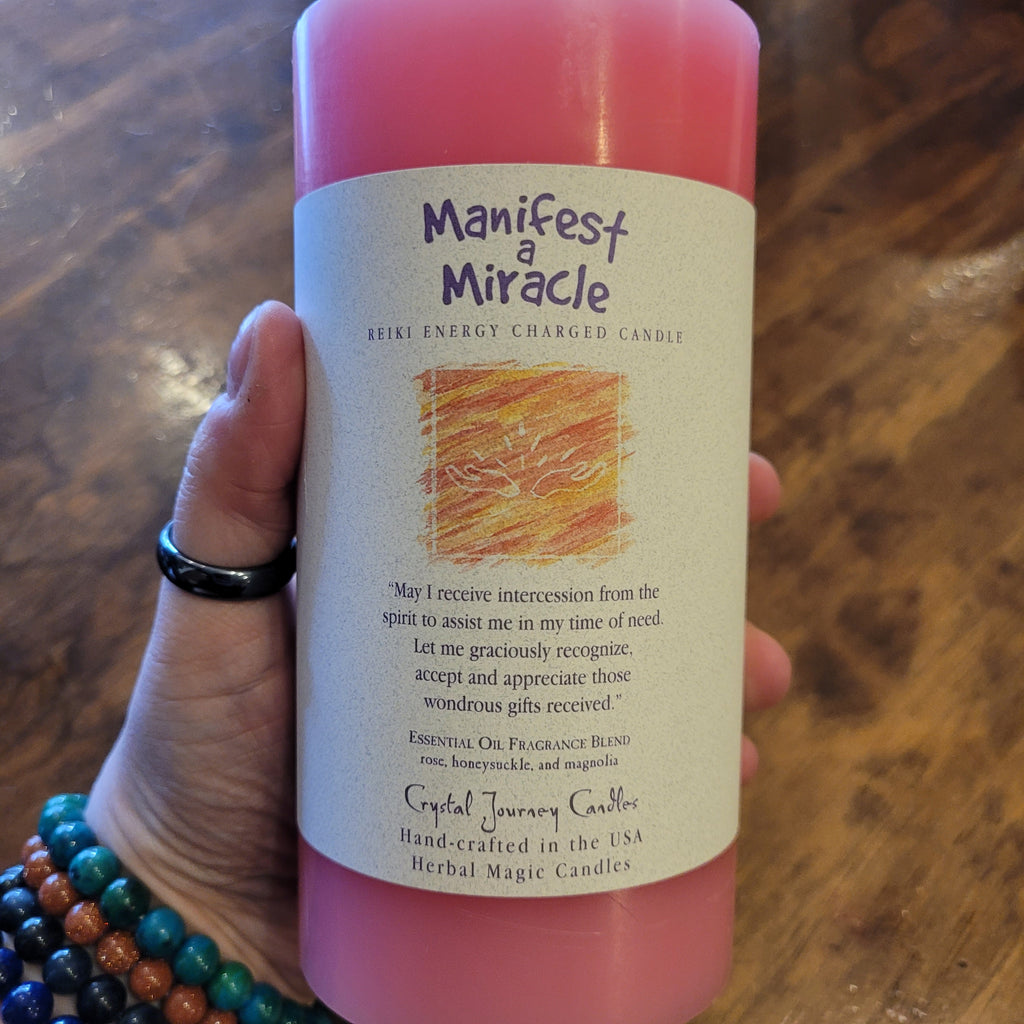 Manifest
a
Miracle
REIKI ENERGY CHARGED CANDLE
“May I receive intercession from the
spirit to assist me in my time of need.
Let me graciously recognize,
accept and appreciate those
wondrous gifts received.”
ESSENTIAL OIL FRAGRANCE BLEND
rose, honeysuckle, and magnolia
Crystal Journey Candles
Hand-crafted in the USA
Herbal Magic Candles